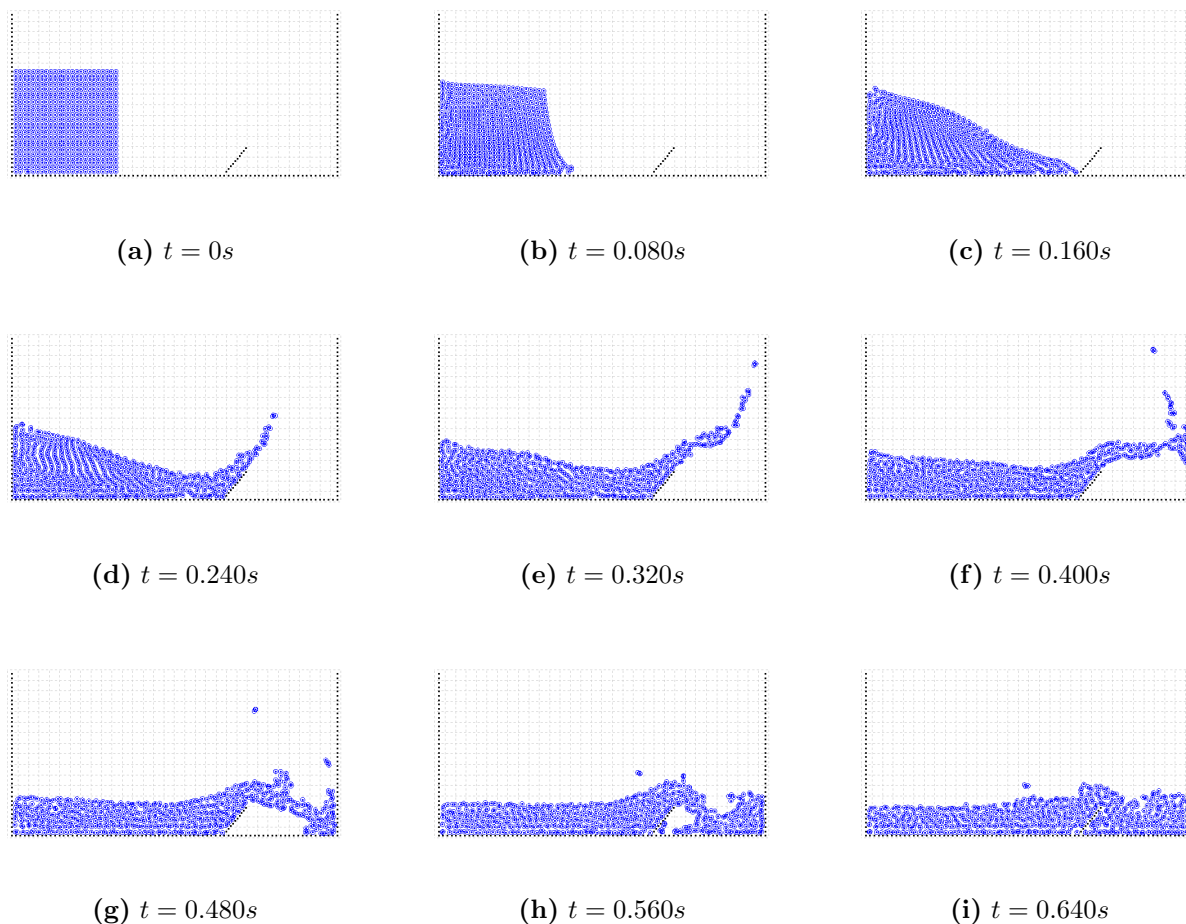 (a) t = 0s
(b) t = 0.080s
(c) t = 0.160s
(d) t = 0.240s
(e) t = 0.320s
(f) t = 0.400s
(g) t = 0.480s
(h) t = 0.560s
(i) t = 0.640s